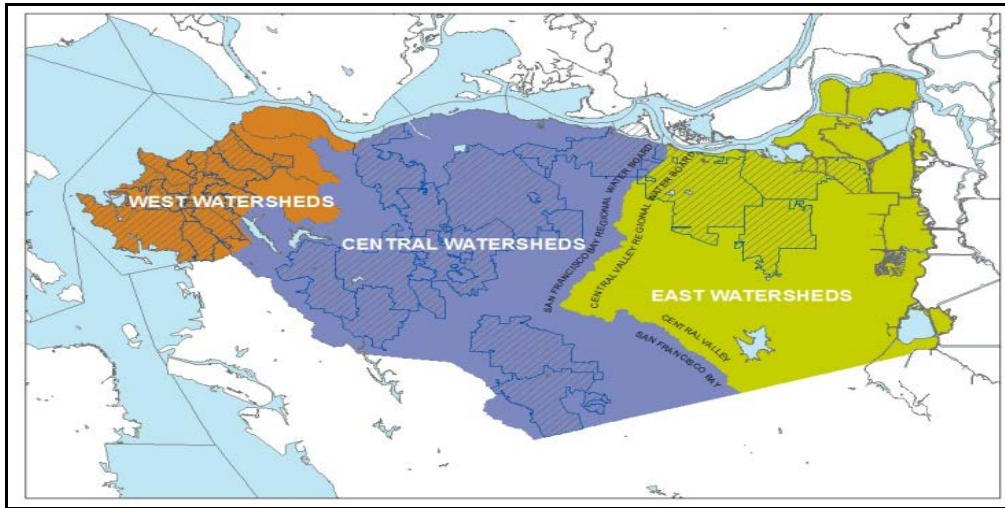 WEST WATERSHEDS
CENTRAL WATERSHEDS
SAN FRANCISCO BAY REGIONAL WATER BOARD
CENTRAL VALLEY REGIONAL WATER BOARD
EAST WATERSHEDS
CENTRAL VALLEY
SAN FRANCISCO BAY